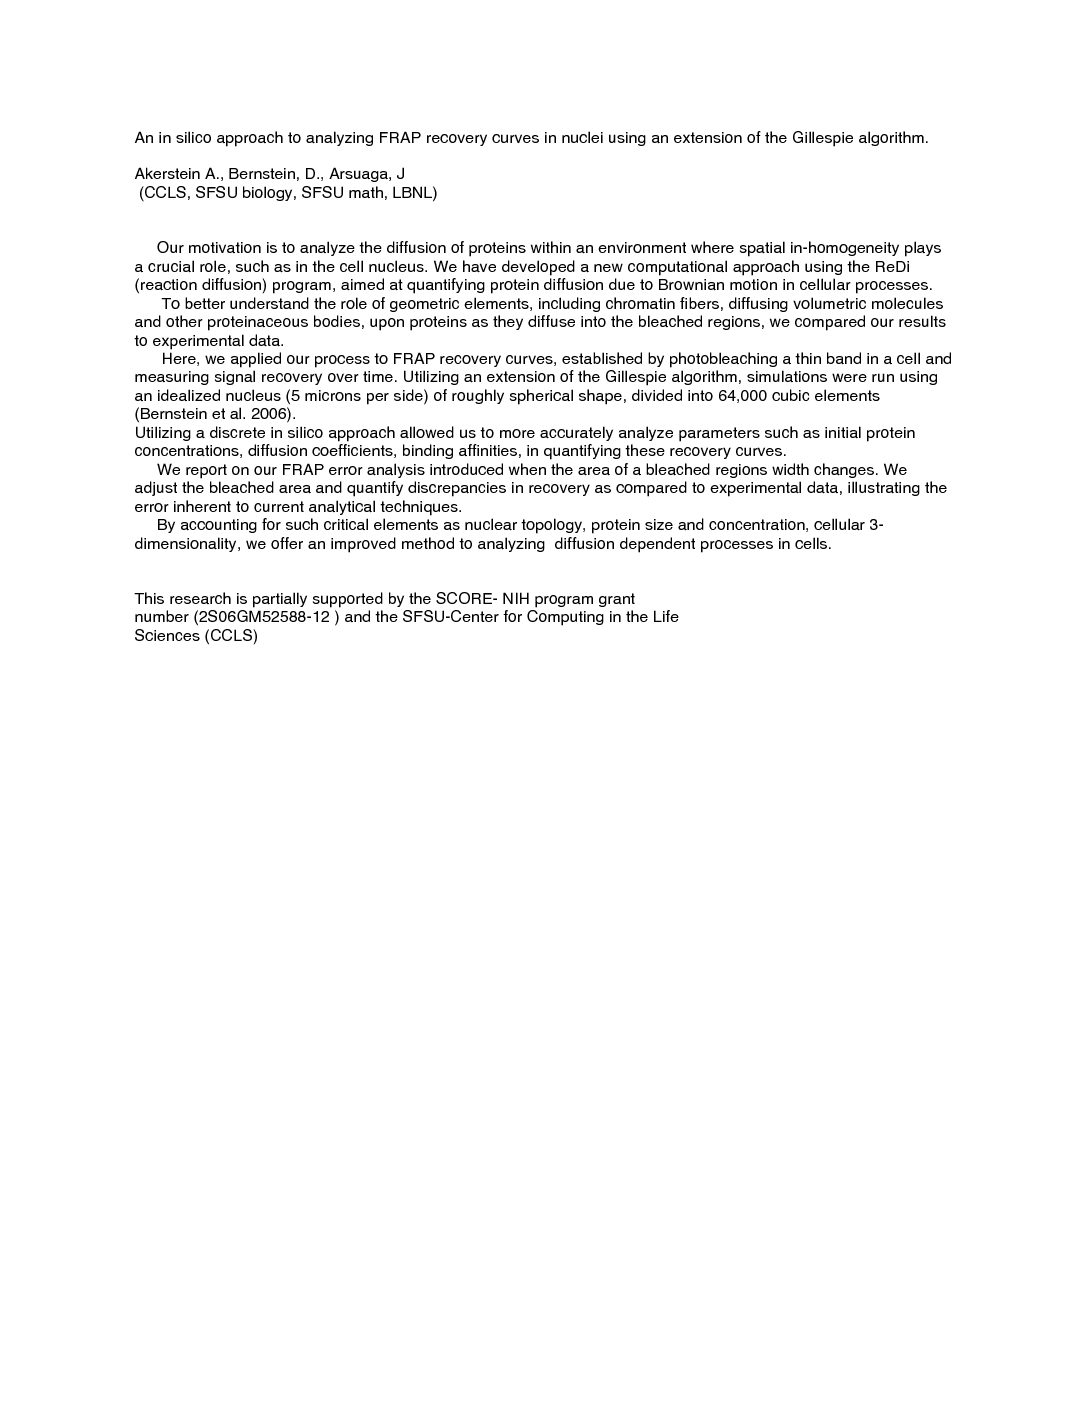 An in silico approach to analyzing FRAP recovery curves in nuclei using an extension of the Gillespie algorithm.
Akerstein A., Bernstein, D., Arsuaga, J
(CCLS, SFSU biology, SFSU math, LBNL)
Our motivation is to analyze the diffusion of proteins within an environment where spatial in-homogeneity plays
a crucial role, such as in the cell nucleus. We have developed a new computational approach using the ReDi
(reaction diffusion) program, aimed at quantifying protein diffusion due to Brownian motion in cellular processes.
To better understand the role of geometric elements, including chromatin fibers, diffusing volumetric molecules
and other proteinaceous bodies, upon proteins as they diffuse into the bleached regions, we compared our results
to experimental data.
Here, we applied our process to FRAP recovery curves, established by photobleaching a thin band in a cell and
measuring signal recovery over time. Utilizing an extension of the Gillespie algorithm, simulations were run using
an idealized nucleus (5 microns per side) of roughly spherical shape, divided into 64,000 cubic elements
(Bernstein et al. 2006).
Utilizing a discrete in silico approach allowed us to more accurately analyze parameters such as initial protein
concentrations, diffusion coefficients, binding affinities, in quantifying these recovery curves.
We report on our FRAP error analysis introduced when the area of a bleached regions width changes. We
adjust the bleached area and quantify discrepancies in recovery as compared to experimental data, illustrating the
error inherent to current analytical techniques.
By accounting for such critical elements as nuclear topology, protein size and concentration, cellular 3-
dimensionality, we offer an improved method to analyzing  diffusion dependent processes in cells.
This research is partially supported by the SCORE- NIH program grant
number (2S06GM52588-12 ) and the SFSU-Center for Computing in the Life
Sciences (CCLS)